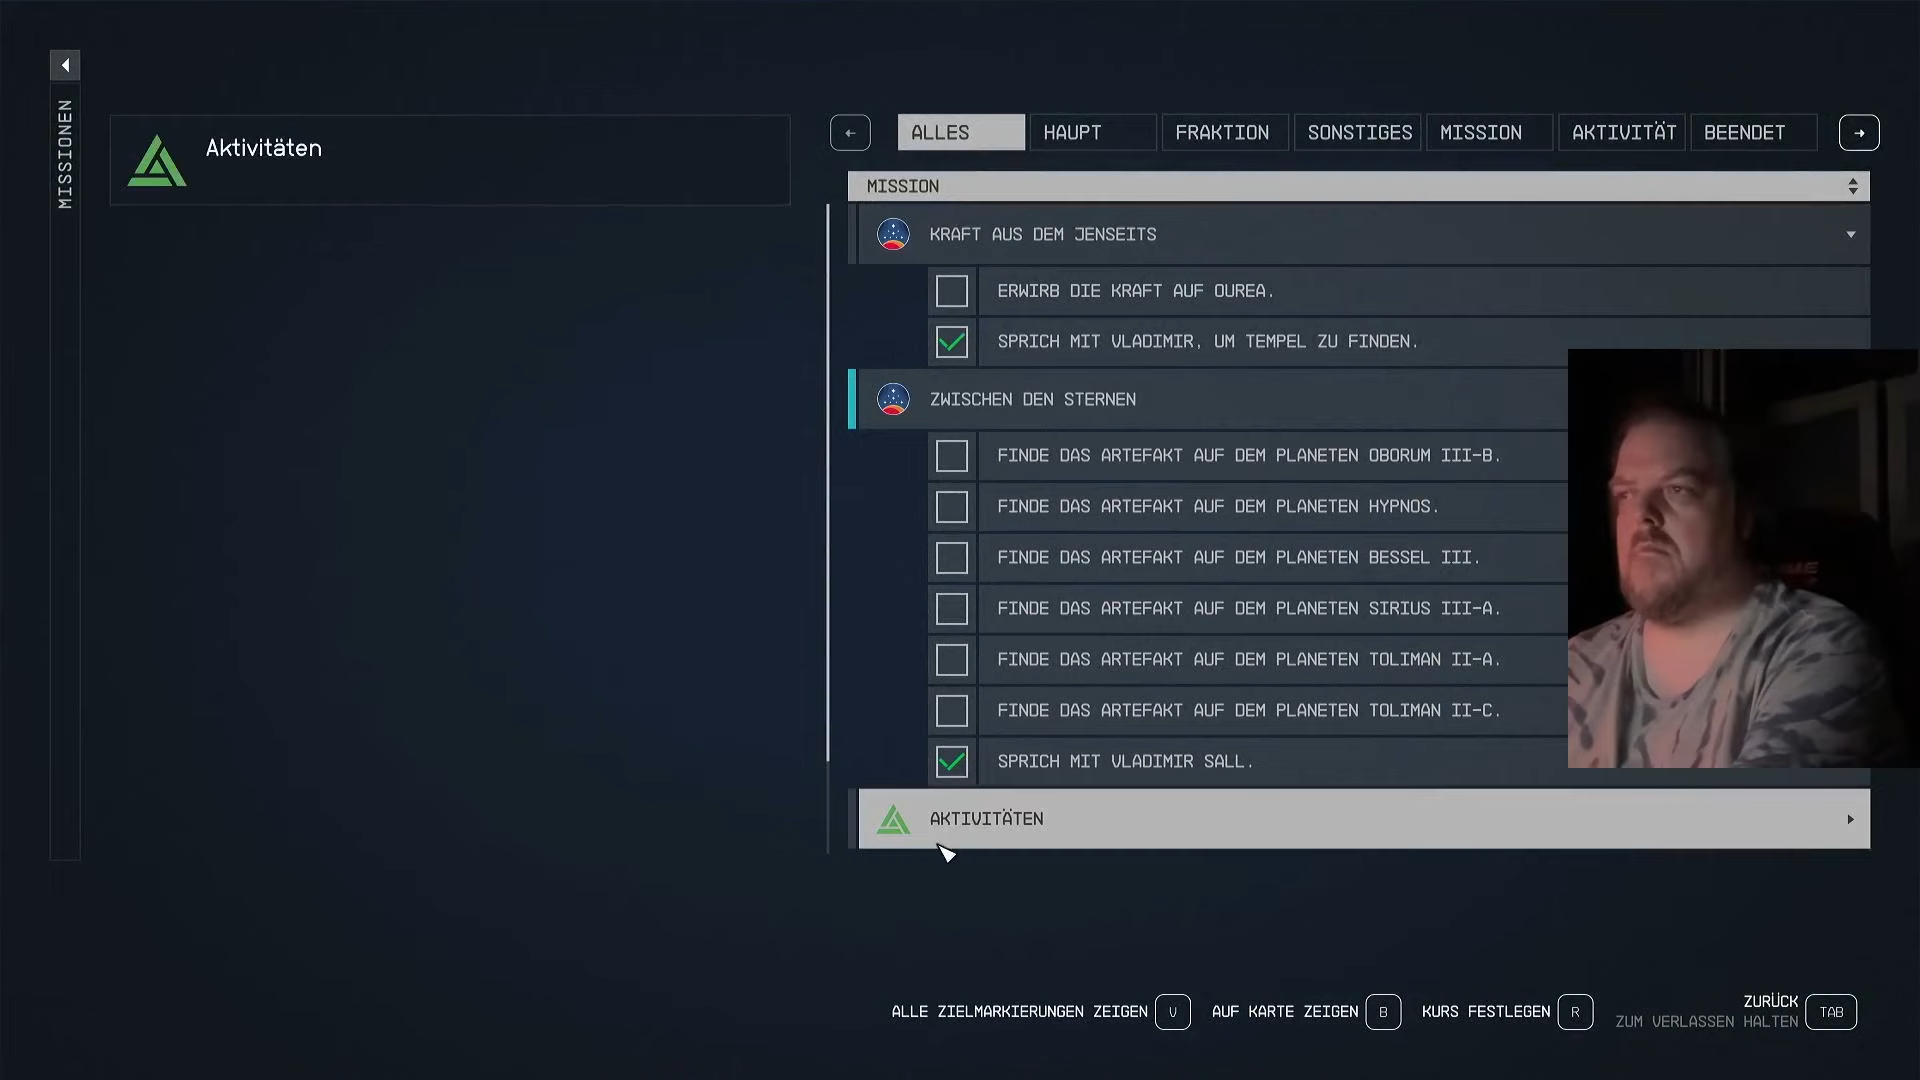 MISSIONEN
Aktivitäten
ALLES
HAUPT
FRAKTION
SONSTIGES
MISSION
AKTIVITÄT
BEENDET
MISSION
KRAFT AUS DEM JENSEITS
ERWIRB DIE KRAFT AUF OUREA.
SPRICH MIT VLADIMIR, UM TEMPEL ZU FINDEN.
ZWISCHEN DEN STERNEN
FINDE DAS ARTEFAKT AUF DEM PLANETEN OBORUM III-B.
FINDE DAS ARTEFAKT AUF DEM PLANETEN HYPNOS.
FINDE DAS ARTEFAKT AUF DEM PLANETEN BESSEL III.
FINDE DAS ARTEFAKT AUF DEM PLANETEN SIRIUS III-A.
FINDE DAS ARTEFAKT AUF DEM PLANETEN TOLIMAN II-A.
FINDE DAS ARTEFAKT AUF DEM PLANETEN TOLIMAN II-C.
SPRICH MIT VLADIMIR SALL.
AKTIVITÄTEN
ALLE ZIELMARKIERUNGEN ZEIGEN V
AUF KARTE ZEIGEN B
KURS FESTLEGEN R
ZURÜCK
ZUM VERLASSEN HALTEN TAB